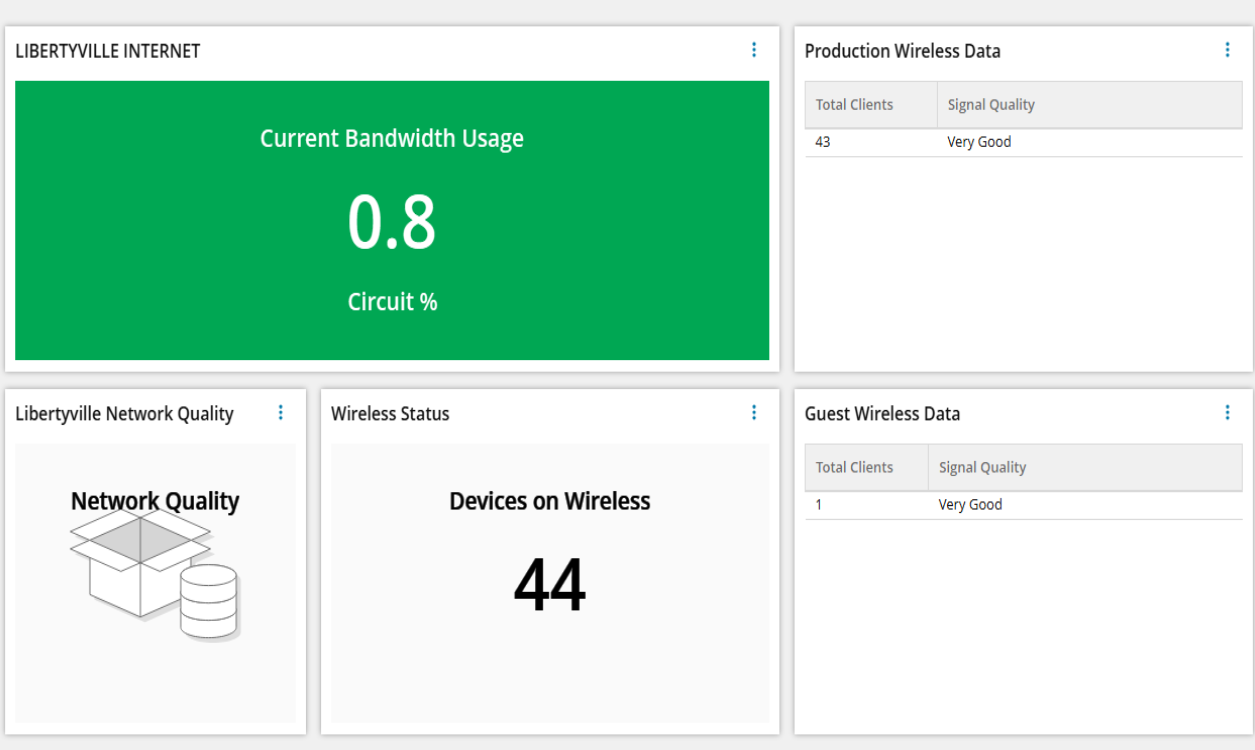 LIBERTYVILLE INTERNET
Current Bandwidth Usage
0.8
Circuit %
Production Wireless Data
Total Clients Signal Quality
43 Very Good
Libertyville Network Quality
Network Quality
Wireless Status
Devices on Wireless
44
Guest Wireless Data
Total Clients Signal Quality
1 Very Good